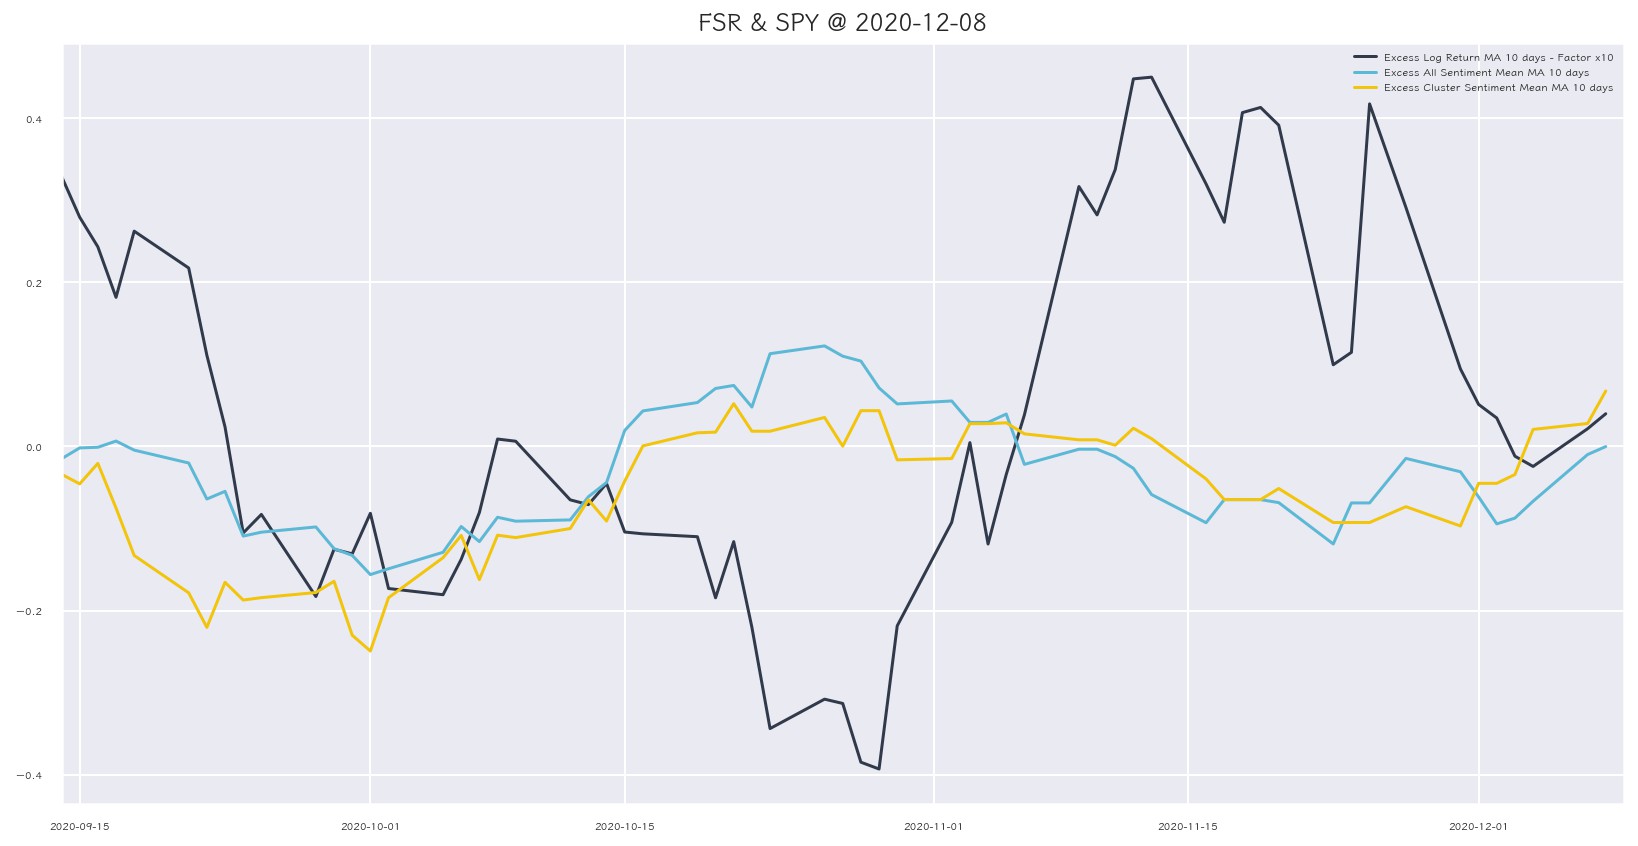 FSR & SPY @ 2020-12-08
Excess Log Return MA 10 days - Factor x10
Excess All Sentiment Mean MA 10 days
Excess Cluster Sentiment Mean MA 10 days
0.4
0.2
0.0
−0.2
−0.4
2020-09-15 2020-10-01 2020-10-15 2020-11-01 2020-11-15 2020-12-01